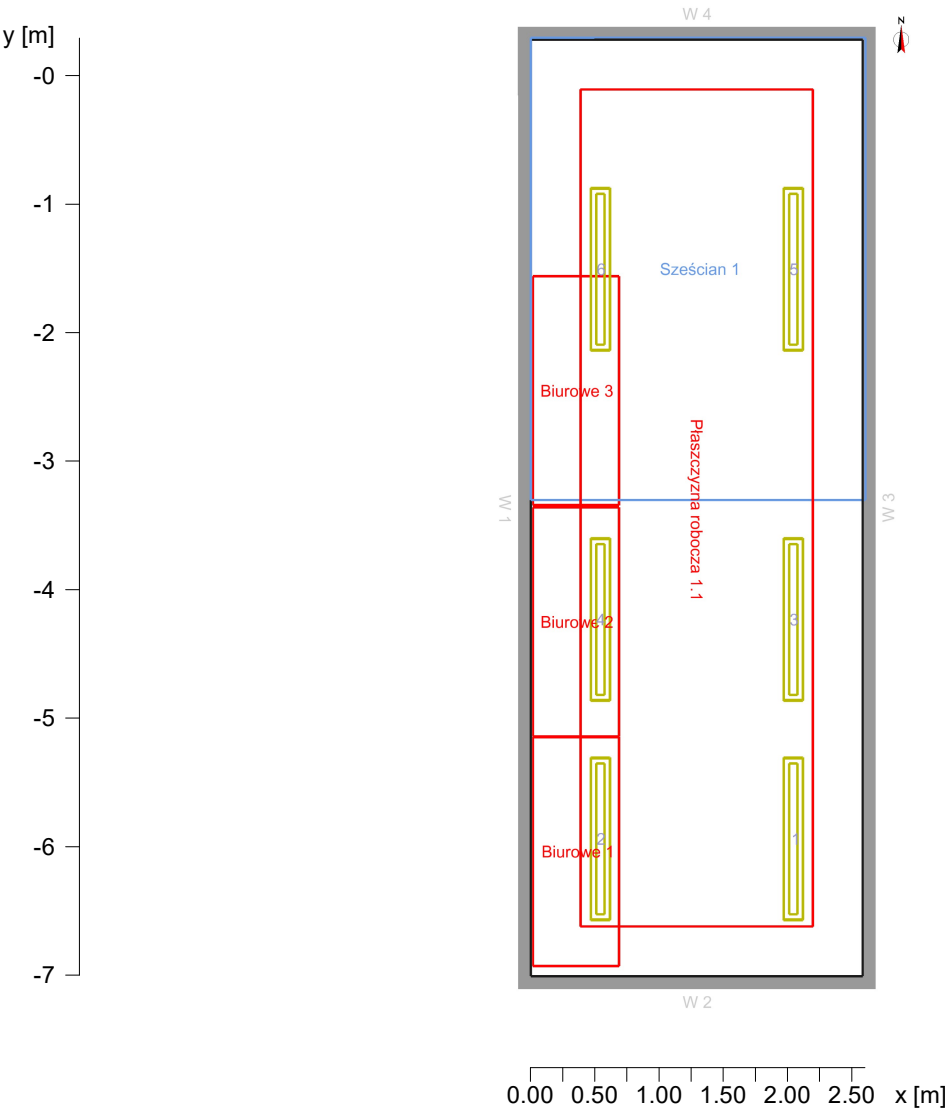 W 4
N
y [m]
-0
-1
6
Sześcian 1
5
-2
Biurowe 3
-3
Płaszczyzna robocza 1.1
W 1
W 3
-4
Biurowe 2
4
3
-5
2
1
-6
Biurowe 1
-7
W 2
0.00 0.50 1.00 1.50 2.00 2.50 x [m]